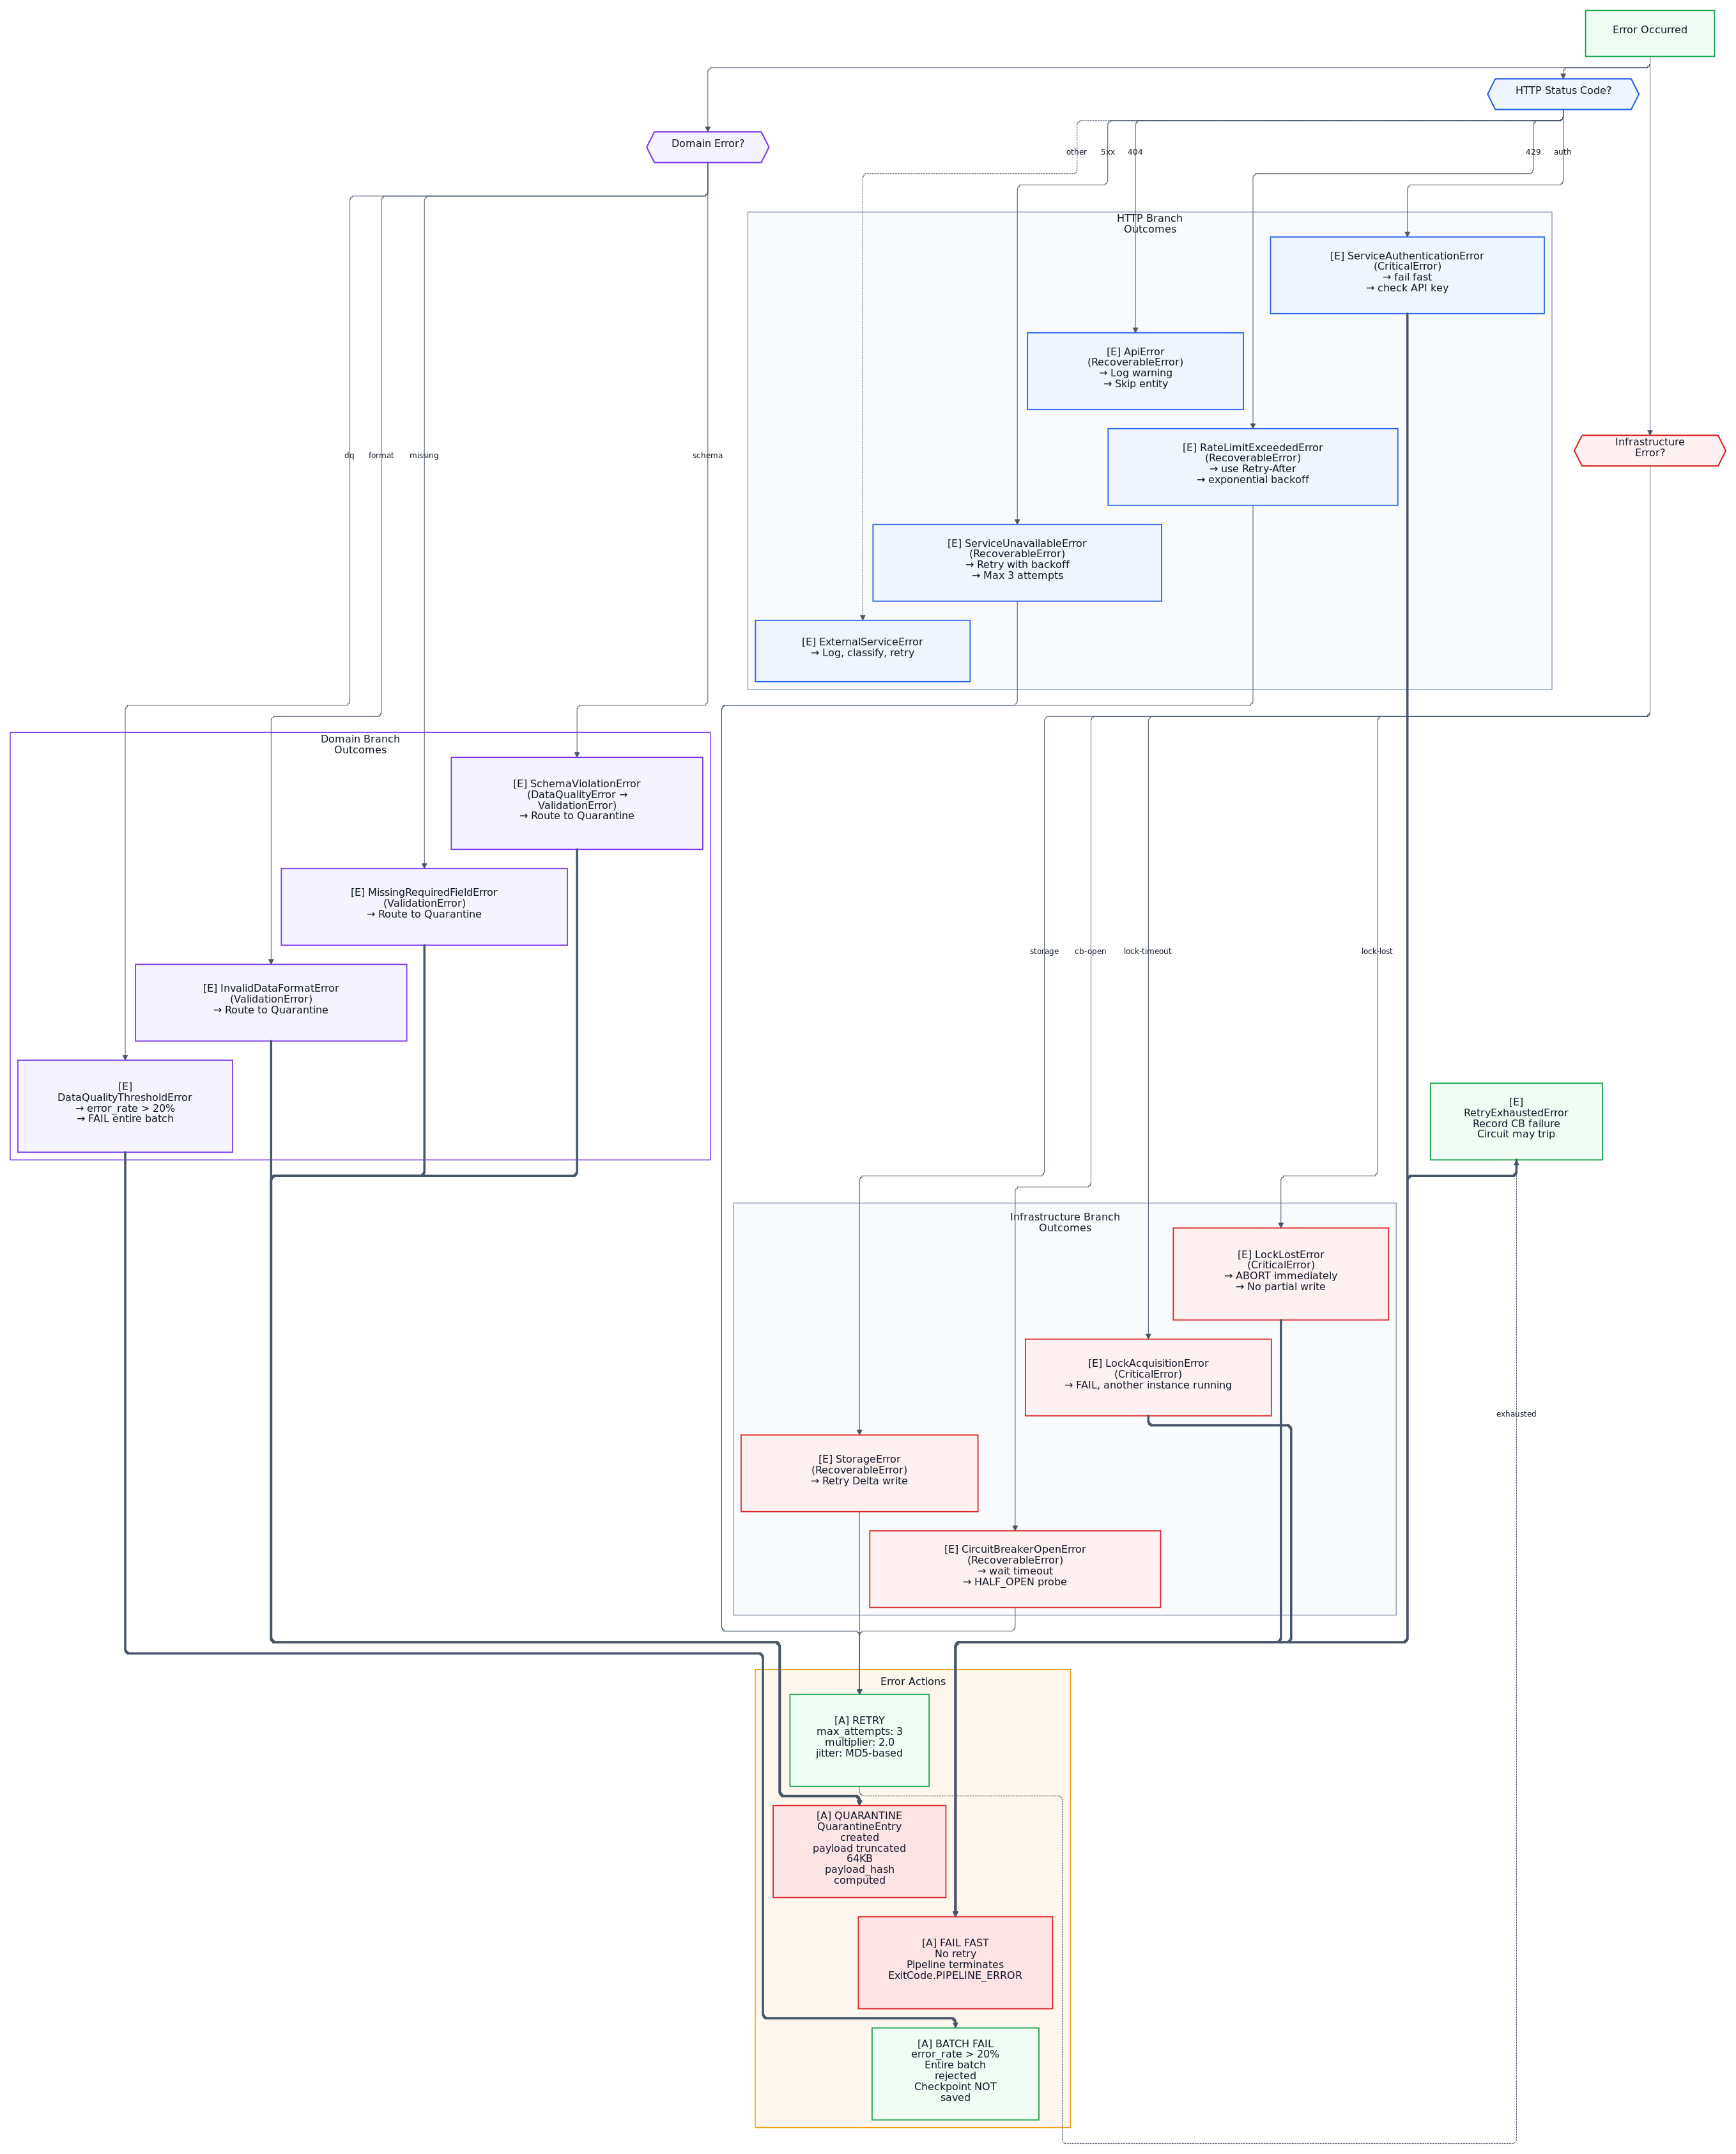 Error Occurred
HTTP Status Code?
Domain Error?
other
5xx
404
429
auth
HTTP Branch
Outcomes
[E] ServiceAuthenticationError
(CriticalError)
→ fail fast
→ check API key
[E] ApiError
(RecoverableError)
→ Log warning
→ Skip entity
[E] RateLimitExceededError
(RecoverableError)
→ use Retry-After
→ exponential backoff
Infrastructure
Error?
dq
format
missing
schema
[E] ServiceUnavailableError
(RecoverableError)
→ Retry with backoff
→ Max 3 attempts
[E] ExternalServiceError
→ Log, classify, retry
Domain Branch
Outcomes
[E] SchemaViolationError
(DataQualityError →
ValidationError)
→ Route to Quarantine
[E] MissingRequiredFieldError
(ValidationError)
→ Route to Quarantine
[E] InvalidDataFormatError
(ValidationError)
→ Route to Quarantine
[E]
DataQualityThresholdError
→ error_rate > 20%
→ FAIL entire batch
storage
cb-open
lock-timeout
lock-lost
[E]
RetryExhaustedError
Record CB failure
Circuit may trip
Infrastructure Branch
Outcomes
[E] LockLostError
(CriticalError)
→ ABORT immediately
→ No partial write
[E] LockAcquisitionError
(CriticalError)
→ FAIL, another instance running
exhausted
[E] StorageError
(RecoverableError)
→ Retry Delta write
[E] CircuitBreakerOpenError
(RecoverableError)
→ wait timeout
→ HALF_OPEN probe
Error Actions
[A] RETRY
max_attempts: 3
multiplier: 2.0
jitter: MD5-based
[A] QUARANTINE
QuarantineEntry
created
payload truncated
64KB
payload_hash
computed
[A] FAIL FAST
No retry
Pipeline terminates
ExitCode.PIPELINE_ERROR
[A] BATCH FAIL
error_rate > 20%
Entire batch
rejected
Checkpoint NOT
saved